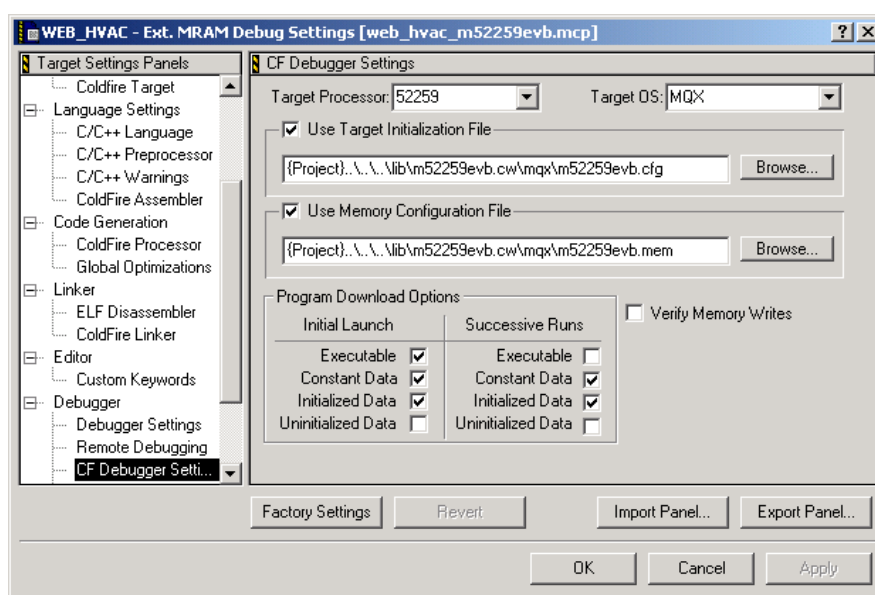 WEB_HVAC - Ext. MRAM Debug Settings [web_hvac_m52259evb.mcp]
Target Settings Panels
Coldfire Target
Language Settings
C/C++ Language
C/C++ Preprocessor
C/C++ Warnings
ColdFire Assembler
Code Generation
ColdFire Processor
Global Optimizations
Linker
ELF Disassembler
ColdFire Linker
Editor
Custom Keywords
Debugger
Debugger Settings
Remote Debugging
CF Debugger Setti...
CF Debugger Settings
Target Processor: 52259 Target OS: MQX
Use Target Initialization File
{Project}..\..\..\lib\m52259evb.cw\mqx\m52259evb.cfg Browse...
Use Memory Configuration File
{Project}..\..\..\lib\m52259evb.cw\mqx\m52259evb.mem Browse...
Program Download Options
Initial Launch Successive Runs
Verify Memory Writes
Executable Executable
Constant Data Constant Data
Initialized Data Initialized Data
Uninitialized Data Uninitialized Data
Factory Settings Revert Import Panel... Export Panel...
OK Cancel Apply